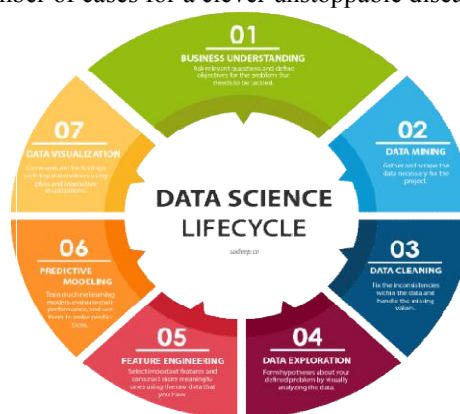 mber of cases for a clever unstoppable disea
01
BUSINESS UNDERSTANDING
Ask relevant questions and define
objectives for the problem that
needs to be tackled.
02
DATA MINING
Gather and scrape the
data necessary for the
project.
03
DATA CLEANING
Fix the inconsistencies
within the data and
handle the missing
values.
04
DATA EXPLORATION
Form hypotheses about your
defined problem by visually
analyzing the data.
05
FEATURE ENGINEERING
Select important features and
construct more meaningful
ones using the raw data that
you have.
06
PREDICTIVE
MODELING
Train machine learning
models, evaluate their
performance, and use
them to make predic-
tions.
07
DATA VISUALIZATION
Communicate the findings
with key stakeholders using
plots and interactive
visualizations.
DATA SCIENCE
LIFECYCLE